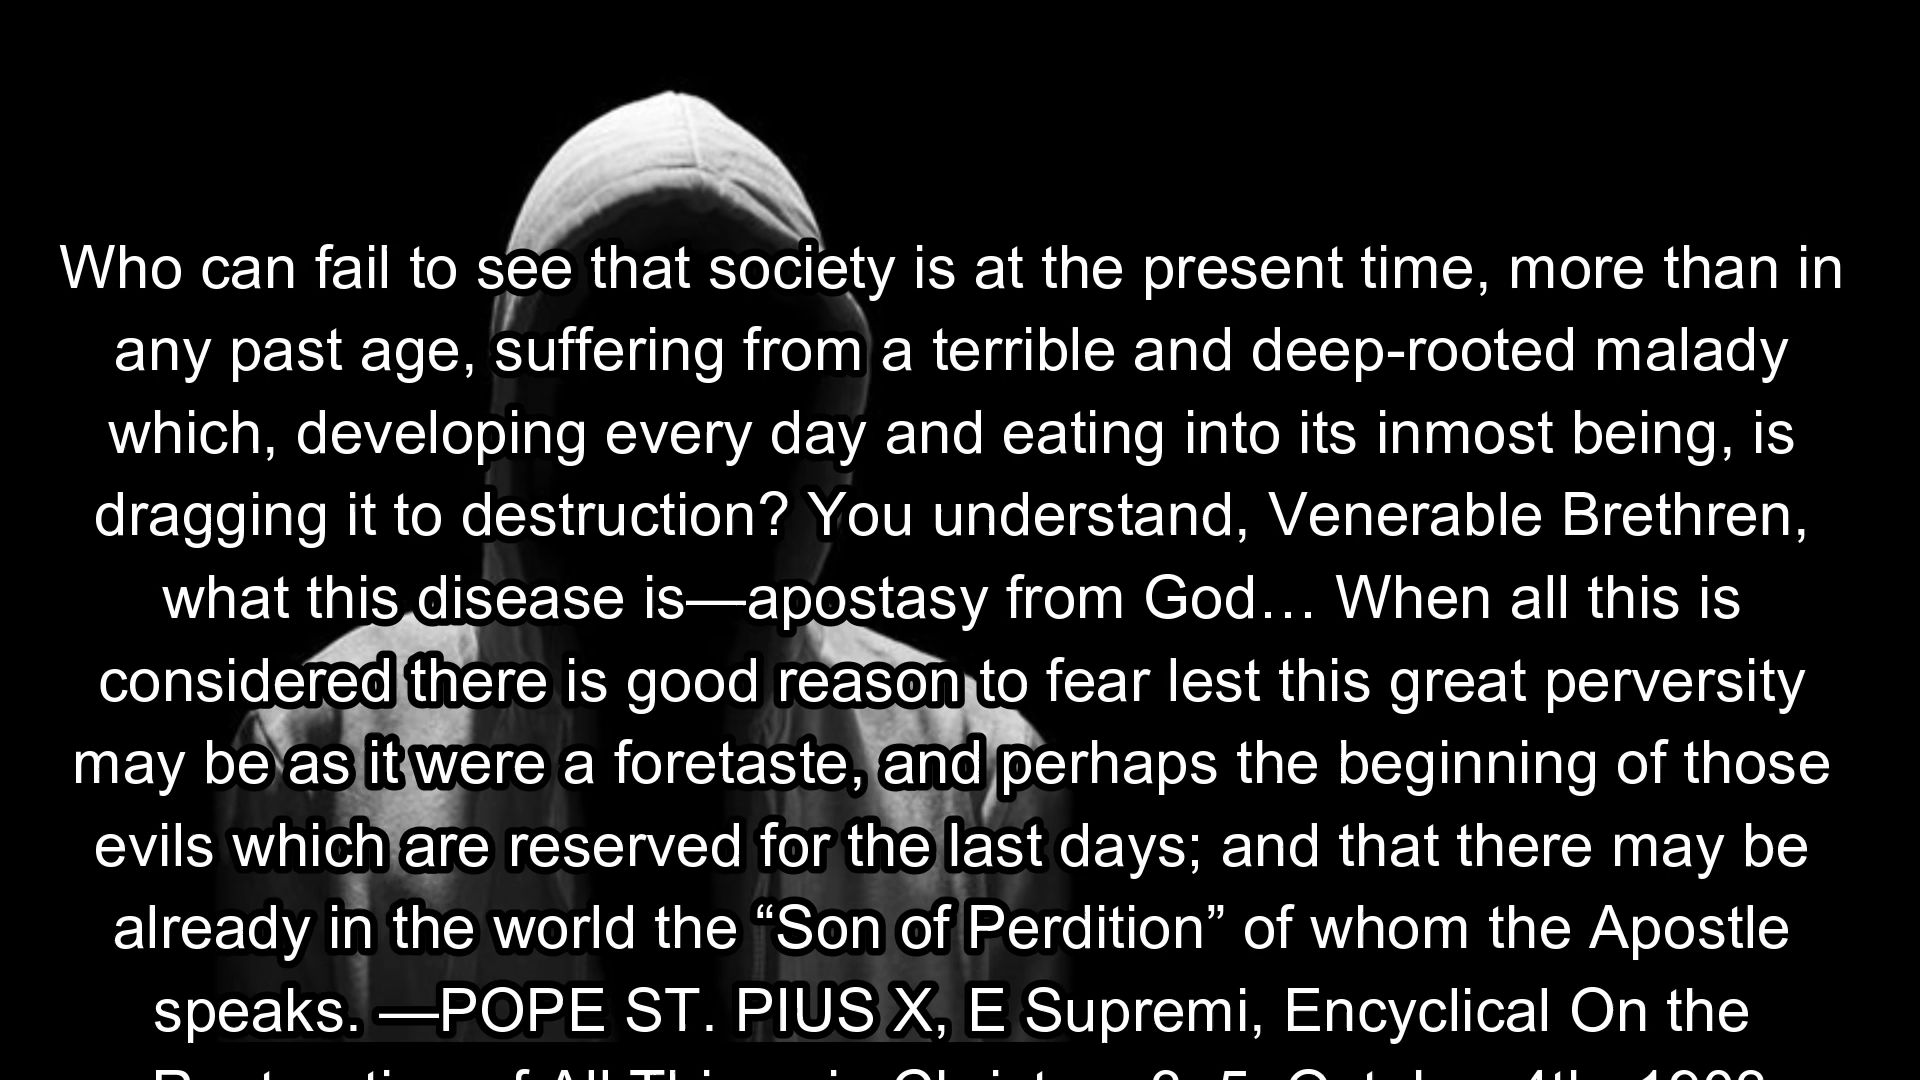 Who can fail to see that society is at the present time, more than in
any past age, suffering from a terrible and deep-rooted malady
which, developing every day and eating into its inmost being, is
dragging it to destruction? You understand, Venerable Brethren,
what this disease is—apostasy from God… When all this is
considered there is good reason to fear lest this great perversity
may be as it were a foretaste, and perhaps the beginning of those
evils which are reserved for the last days; and that there may be
already in the world the “Son of Perdition” of whom the Apostle
speaks. —POPE ST. PIUS X, E Supremi, Encyclical On the